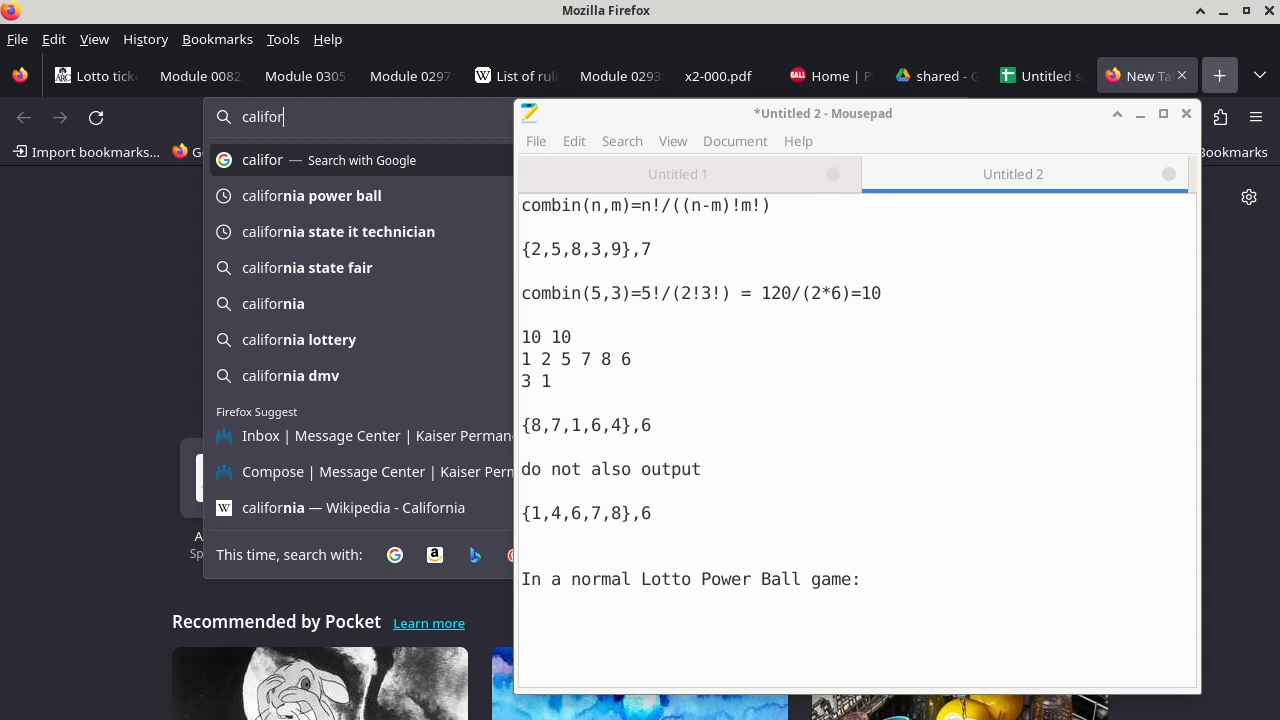 Mozilla Firefox
File Edit View History Bookmarks Tools Help
Lotto tick Module 0082 Module 0305 Module 0297 List of rul Module 0293 x2-000.pdf Home | P shared - G Untitled s New Ta
califor
Import bookmarks... G Bookmarks
califor — Search with Google
california power ball
california state it technician
california state fair
california
california lottery
california dmv
Firefox Suggest
Inbox | Message Center | Kaiser Perman
Compose | Message Center | Kaiser Perm
california — Wikipedia - California
This time, search with:
A
Sp
Recommended by Pocket Learn more
*Untitled 2 - Mousepad
File Edit Search View Document Help
Untitled 1 Untitled 2
combin(n,m)=n!/((n-m)!m!)
{2,5,8,3,9},7
combin(5,3)=5!/(2!3!) = 120/(2*6)=10
10 10
1 2 5 7 8 6
3 1
{8,7,1,6,4},6
do not also output
{1,4,6,7,8},6
In a normal Lotto Power Ball game: